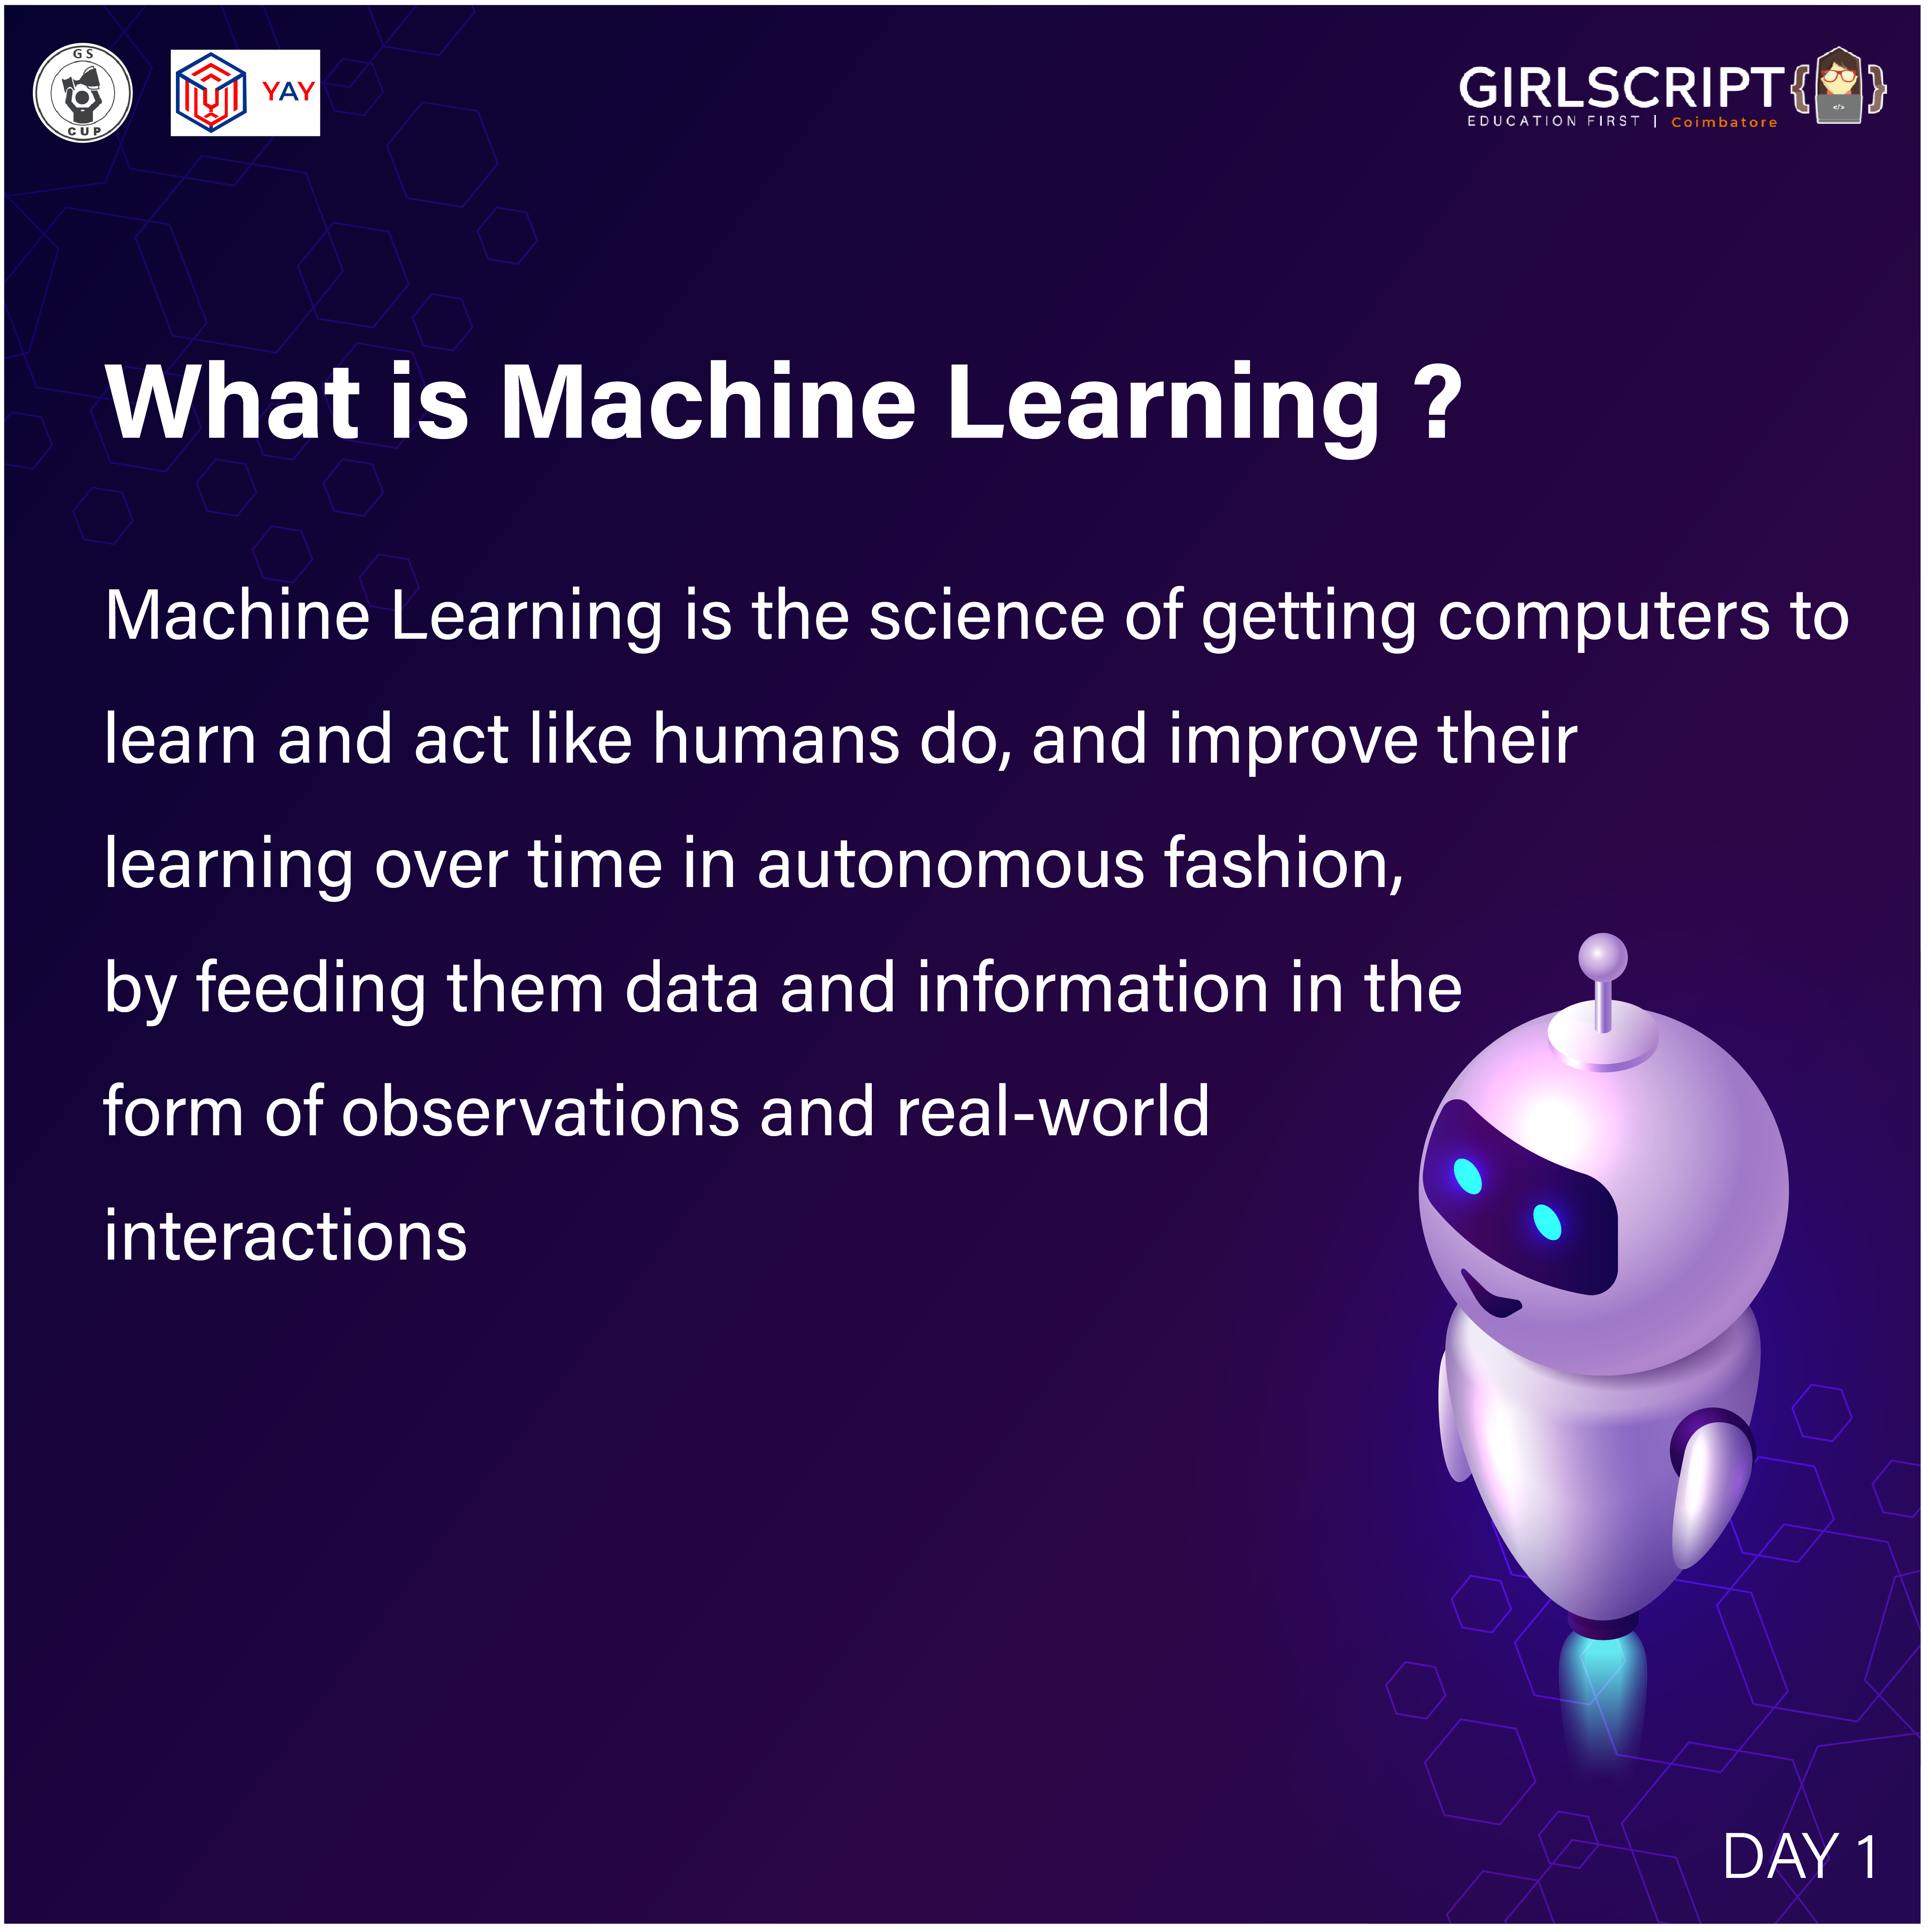 GS
CUP
YAY
GIRLSCRIPT
EDUCATION FIRST | Coimbatore
</>
What is Machine Learning ?
Machine Learning is the science of getting computers to
learn and act like humans do, and improve their
learning over time in autonomous fashion,
by feeding them data and information in the
form of observations and real-world
interactions
DAY 1